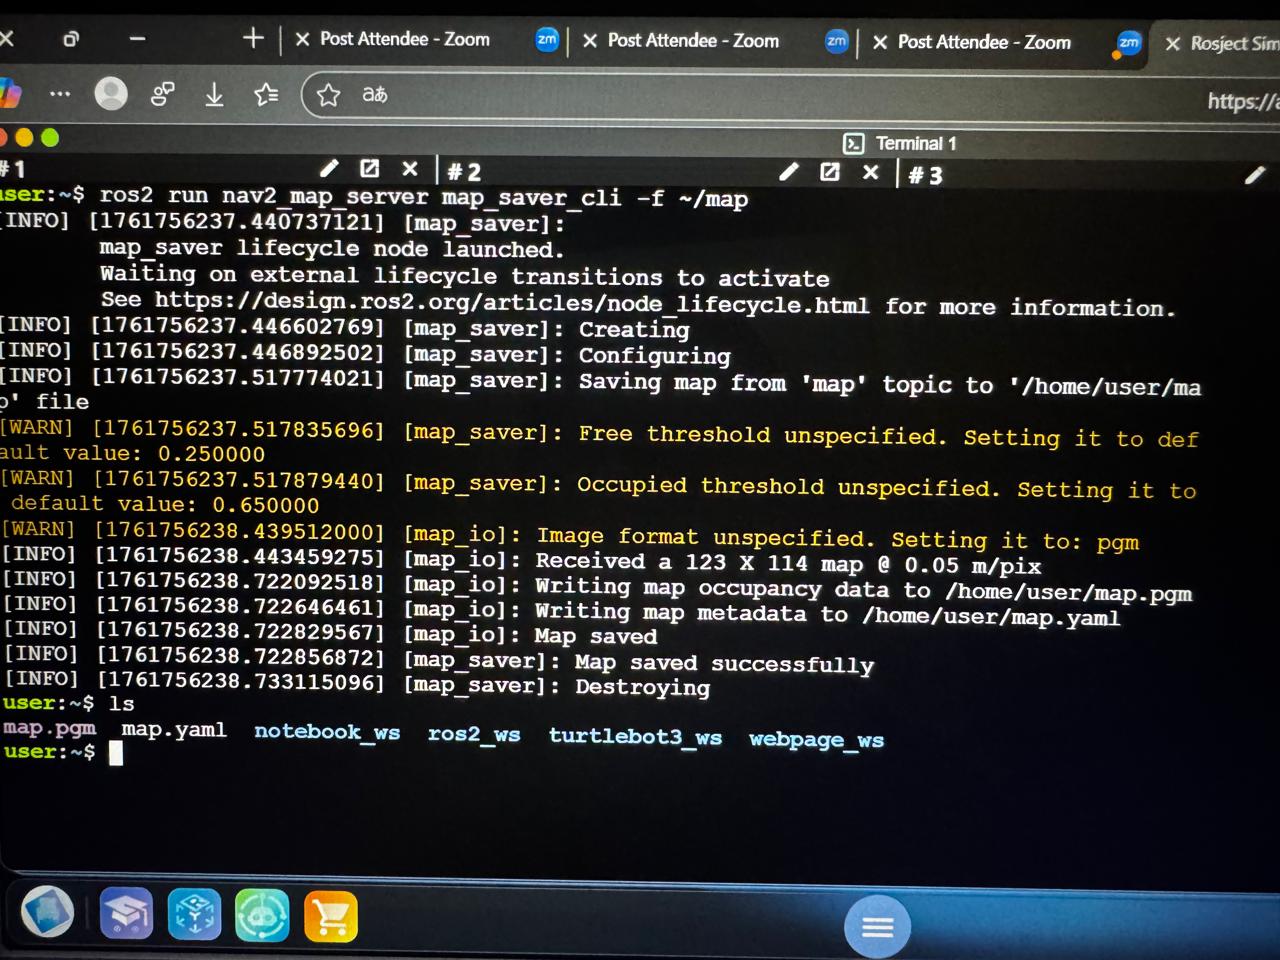 Post Attendee - Zoom
zm
Post Attendee - Zoom
zm
Post Attendee - Zoom
zm
Rosject Sim
aあ
https://a
Terminal 1
#1
#2
#3
user:~$ ros2 run nav2_map_server map_saver_cli -f ~/map
[INFO] [1761756237.440737121] [map_saver]:
map_saver lifecycle node launched.
Waiting on external lifecycle transitions to activate
See https://design.ros2.org/articles/node_lifecycle.html for more information.
[INFO] [1761756237.446602769] [map_saver]: Creating
[INFO] [1761756237.446892502] [map_saver]: Configuring
[INFO] [1761756237.517774021] [map_saver]: Saving map from 'map' topic to '/home/user/ma
p' file
[WARN] [1761756237.517835696] [map_saver]: Free threshold unspecified. Setting it to def
ault value: 0.250000
[WARN] [1761756237.517879440] [map_saver]: Occupied threshold unspecified. Setting it to
default value: 0.650000
[WARN] [1761756238.439512000] [map_io]: Image format unspecified. Setting it to: pgm
[INFO] [1761756238.443459275] [map_io]: Received a 123 X 114 map @ 0.05 m/pix
[INFO] [1761756238.722092518] [map_io]: Writing map occupancy data to /home/user/map.pgm
[INFO] [1761756238.722646461] [map_io]: Writing map metadata to /home/user/map.yaml
[INFO] [1761756238.722829567] [map_io]: Map saved
[INFO] [1761756238.722856872] [map_saver]: Map saved successfully
[INFO] [1761756238.733115096] [map_saver]: Destroying
user:~$ ls
map.pgm map.yaml notebook_ws ros2_ws turtlebot3_ws webpage_ws
user:~$